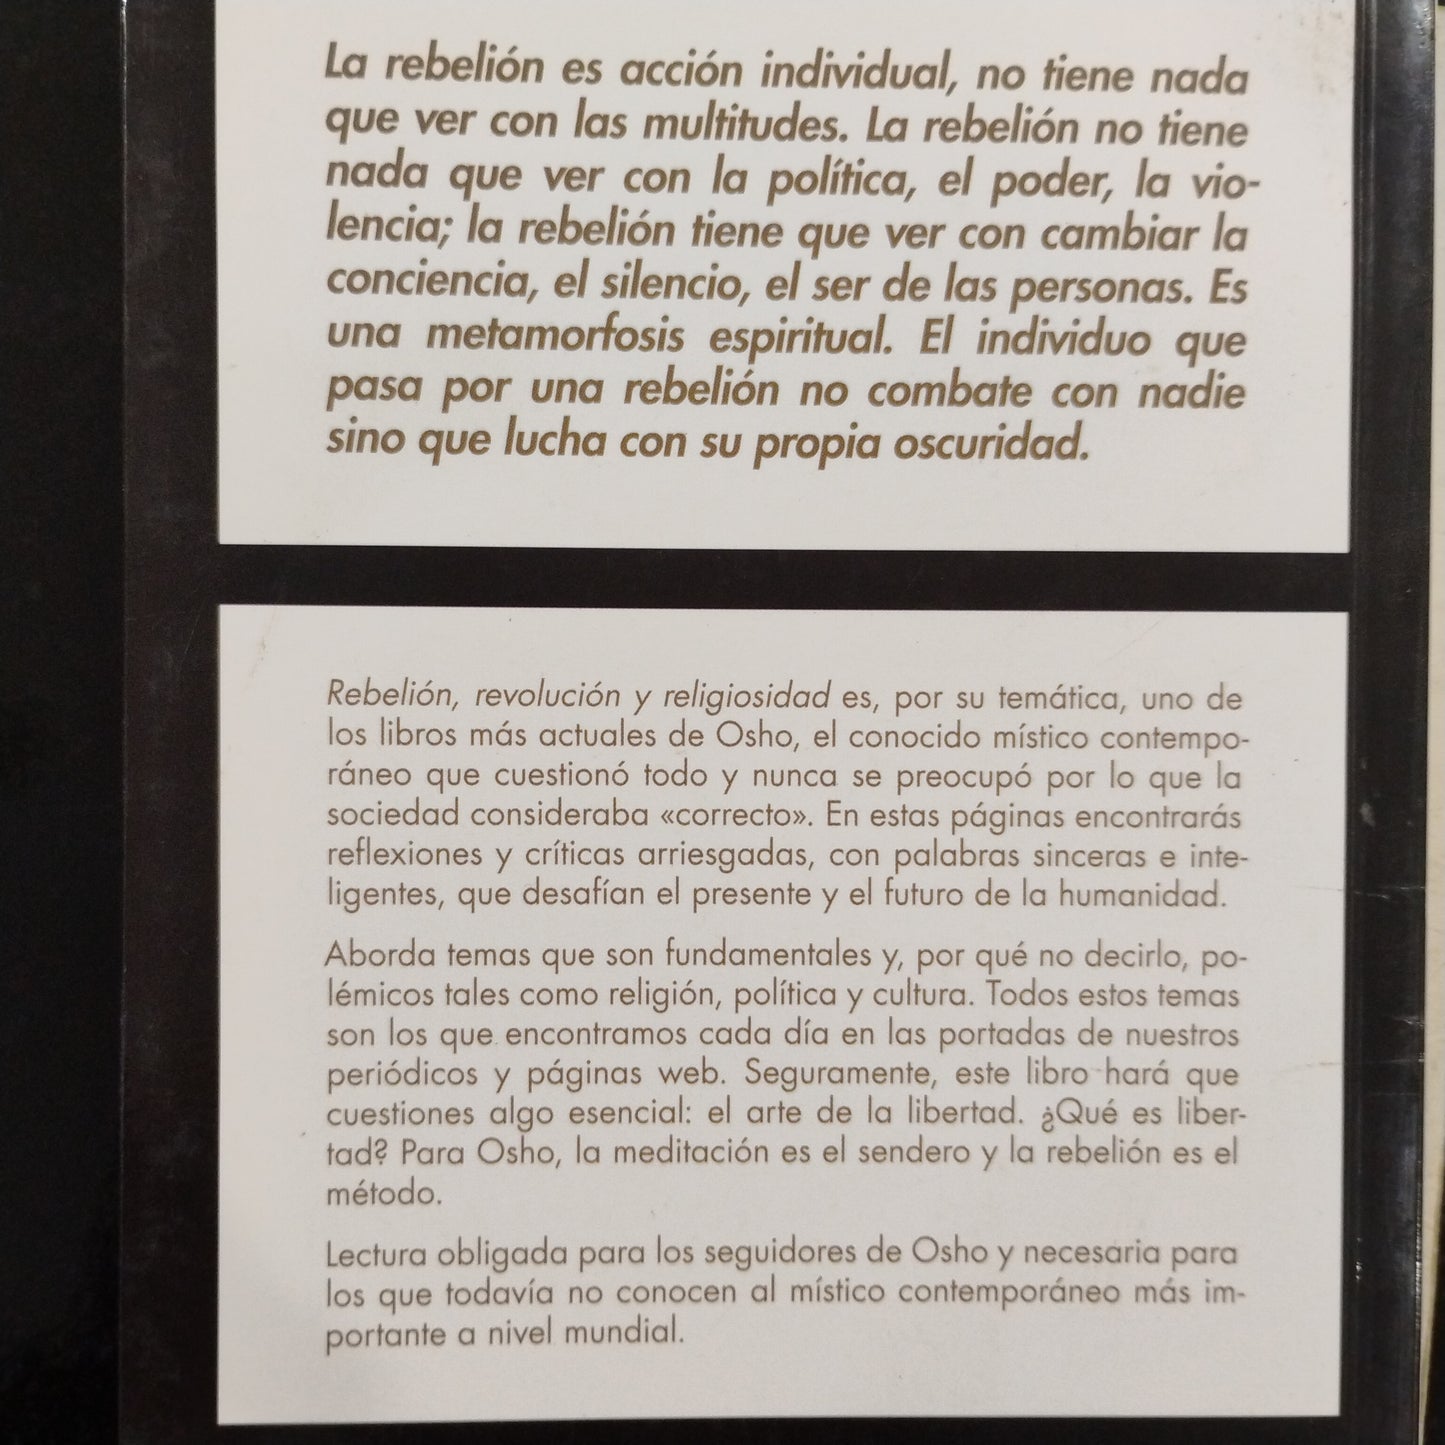 La rebelión es acción individual, no tiene nada
que ver con las multitudes. La rebelión no tiene
nada que ver con la política, el poder, la vio-
lencia; la rebelión tiene que ver con cambiar la
conciencia, el silencio, el ser de las personas. Es
una metamorfosis espiritual. El individuo que
pasa por una rebelión no combate con nadie
sino que lucha con su propia oscuridad.
Rebelión, revolución y religiosidad es, por su temática, uno de
los libros más actuales de Osho, el conocido místico contempo-
ráneo que cuestionó todo y nunca se preocupó por lo que la
sociedad consideraba «correcto». En estas páginas encontrarás
reflexiones y críticas arriesgadas, con palabras sinceras e inte-
ligentes, que desafían el presente y el futuro de la humanidad.
Aborda temas que son fundamentales y, por qué no decirlo, po-
lémicos tales como religión, política y cultura. Todos estos temas
son los que encontramos cada día en las portadas de nuestros
periódicos y páginas web. Seguramente, este libro hará que
cuestiones algo esencial: el arte de la libertad. ¿Qué es liber-
tad? Para Osho, la meditación es el sendero y la rebelión es el
método.
Lectura obligada para los seguidores de Osho y necesaria para
los que todavía no conocen al místico contemporáneo más im-
portante a nivel mundial.